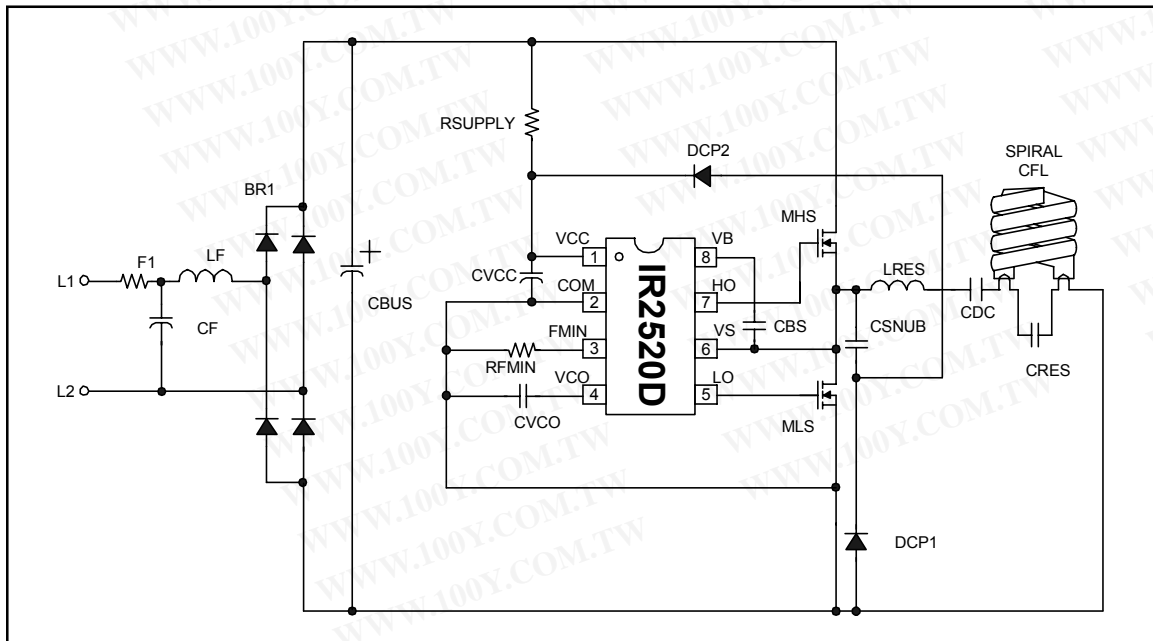 RSUPPLY
DCP2
SPIRAL
CFL
BR1
MHS
F1
LF
L1
VCC
1
VB
8
CVCC
IR2520D
LRES
CBUS
COM
2
HO
7
CF
CDC
CBS
CSNUB
FMIN
3
VS
6
RFMIN
CRES
L2
VCO
4
LO
5
CVCO
MLS
DCP1
WWW.100Y.COM.TW